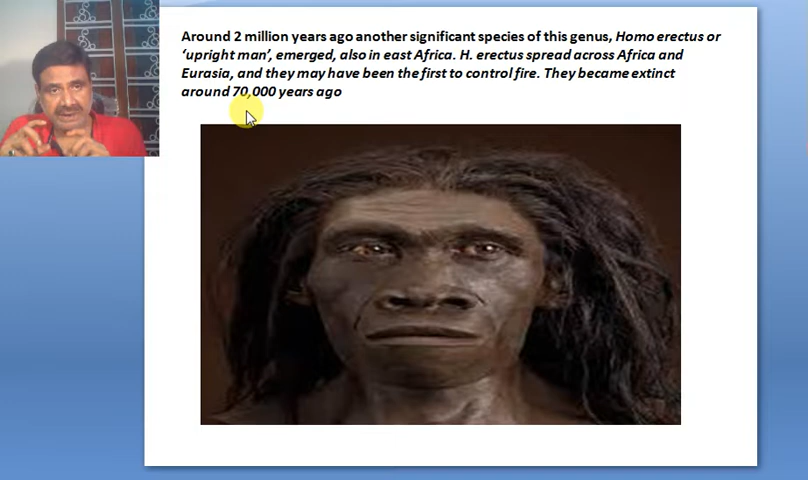 Around 2 million years ago another significant species of this genus, Homo erectus or
‘upright man’, emerged, also in east Africa. H. erectus spread across Africa and
Eurasia, and they may have been the first to control fire. They became extinct
around 70,000 years ago